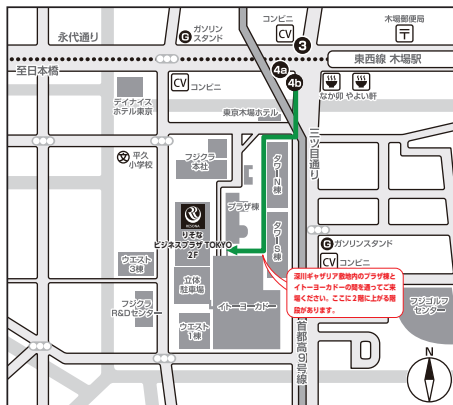 永代通り
G
ガソリン
スタンド
コンビニ
CV
3
木場郵便局
〒
至日本橋
東西線 木場駅
4a
4b
CV
コンビニ
なか卯
やよい軒
デイナイス
ホテル東京
東京木場ホテル
三ツ目通り
文
平久
小学校
フジクラ
本社
タワーN棟
プラザ棟
RESONA
りそな
ビジネスプラザ TOKYO
2F
タワーS棟
G
ガソリンスタンド
CV
コンビニ
ウエスト
3棟
立体
駐車場
イトーヨーカドー
深川ギャザリア敷地内のプラザ棟と
イトーヨーカドーの間を通ってご来
場ください。ここに2階に上がる階
段があります。
フジクラ
R&Dセンター
ウエスト
1棟
首都高9号線
フジゴルフ
センター
N